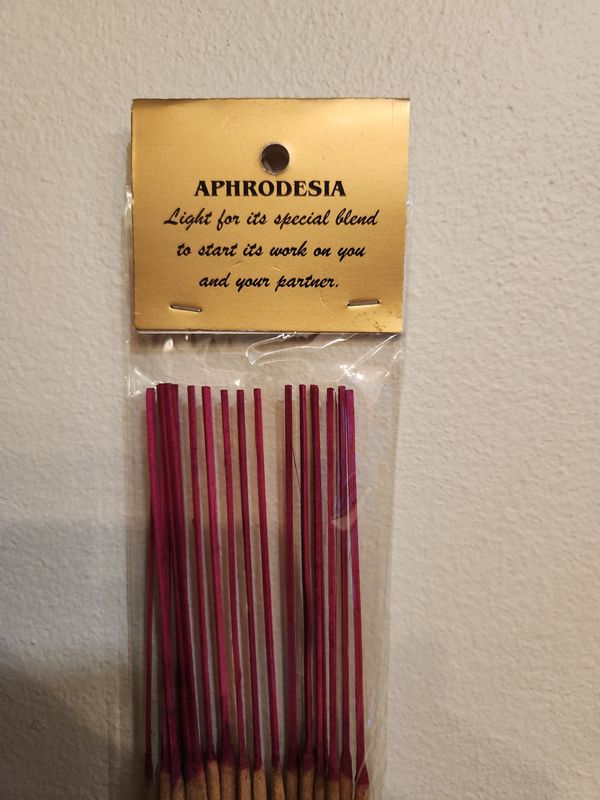 APHRODESIA
Light for its special blend
to start its work on you
and your partner.